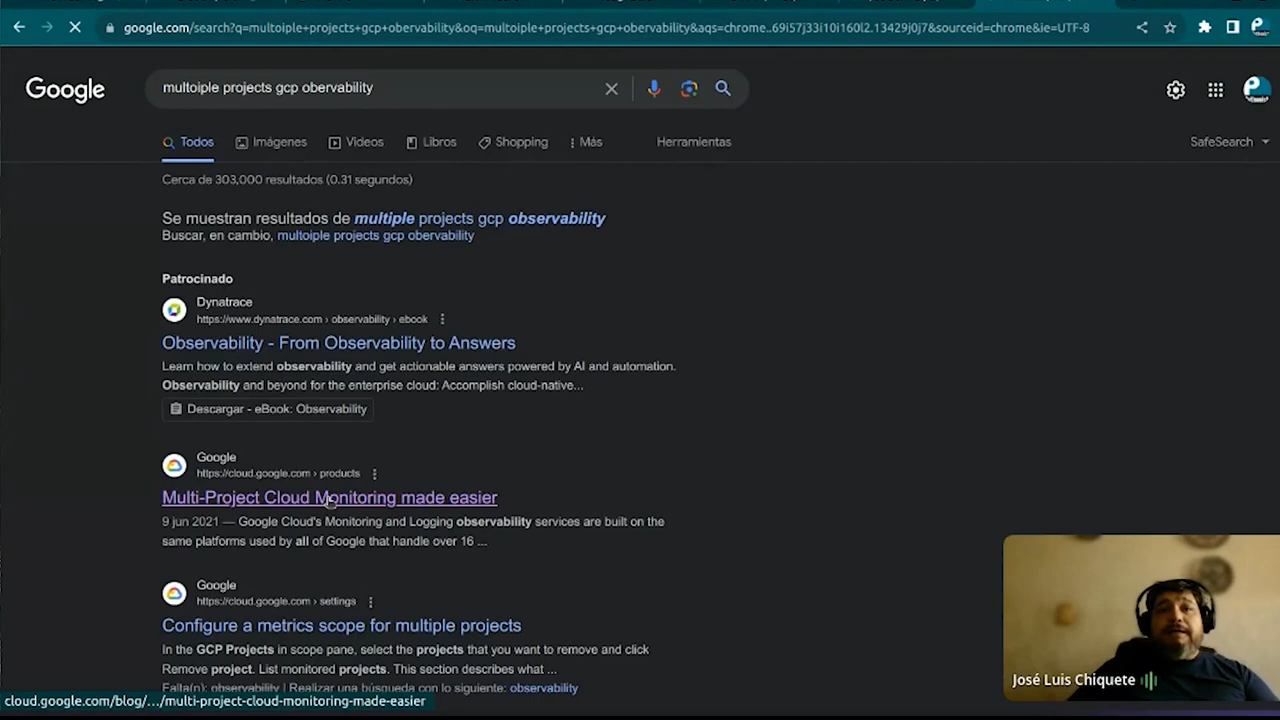 google.com/search?q=multoiple+projects+gcp+obervability&oq=multoiple+projects+gcp+obervability&aqs=chrome..69i57j33i10i160l2.13429j0j7&sourceid=chrome&ie=UTF-8
Google
multoiple projects gcp obervability
Todos
Imágenes
Videos
Libros
Shopping
Más
Herramientas
SafeSearch
Cerca de 303,000 resultados (0.31 segundos)
Se muestran resultados de multiple projects gcp observability
Buscar, en cambio, multoiple projects gcp obervability
Patrocinado
Dynatrace
https://www.dynatrace.com › observability › ebook
Observability - From Observability to Answers
Learn how to extend observability and get actionable answers powered by AI and automation.
Observability and beyond for the enterprise cloud: Accomplish cloud-native...
Descargar - eBook: Observability
Google
https://cloud.google.com › products
Multi-Project Cloud Monitoring made easier
9 jun 2021 — Google Cloud's Monitoring and Logging observability services are built on the
same platforms used by all of Google that handle over 16 ...
Google
https://cloud.google.com › settings
Configure a metrics scope for multiple projects
In the GCP Projects in scope pane, select the projects that you want to remove and click
Remove project. List monitored projects. This section describes what ...
Falta(n): observability | Realizar una búsqueda con lo siguiente: observability
José Luis Chiquete
cloud.google.com/blog/.../multi-project-cloud-monitoring-made-easier